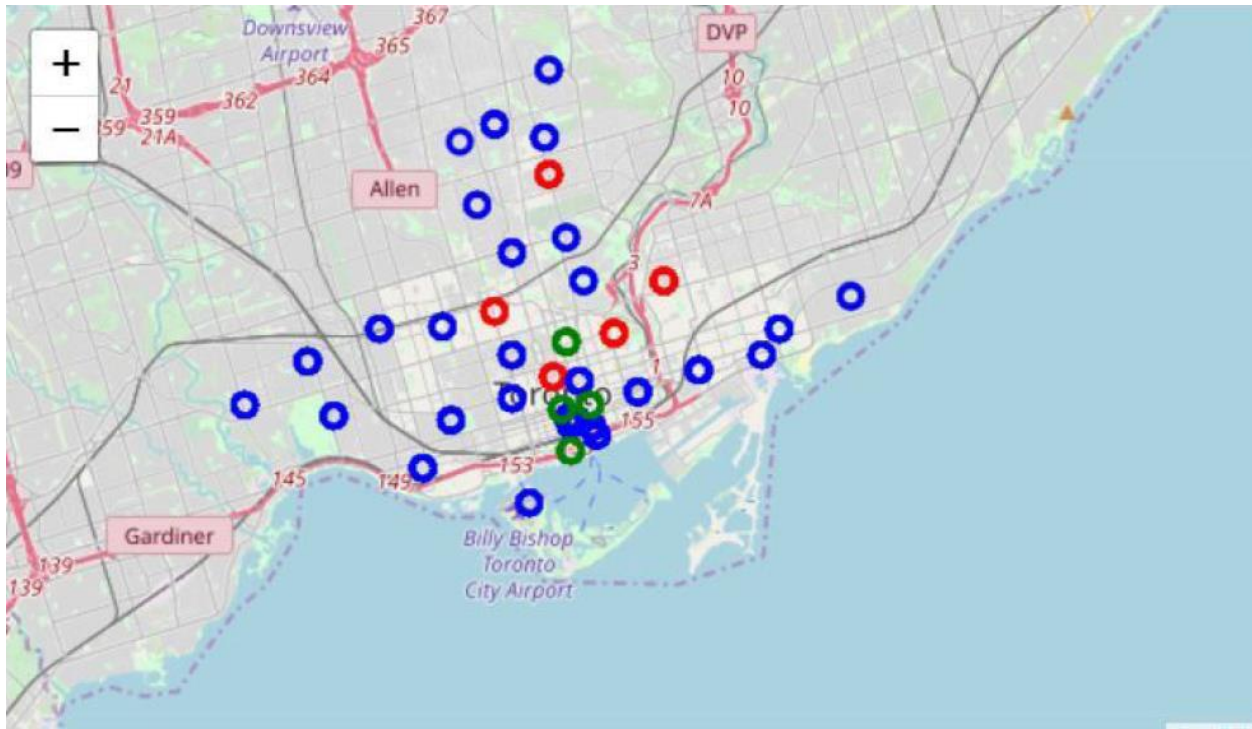 +
−
Downsview
Airport
367
365
364
362
359
359
21
21A
DVP
10
10
Allen
7A
3
1
Toronto
155
153
149
145
Gardiner
139
139
Billy Bishop
Toronto
City Airport